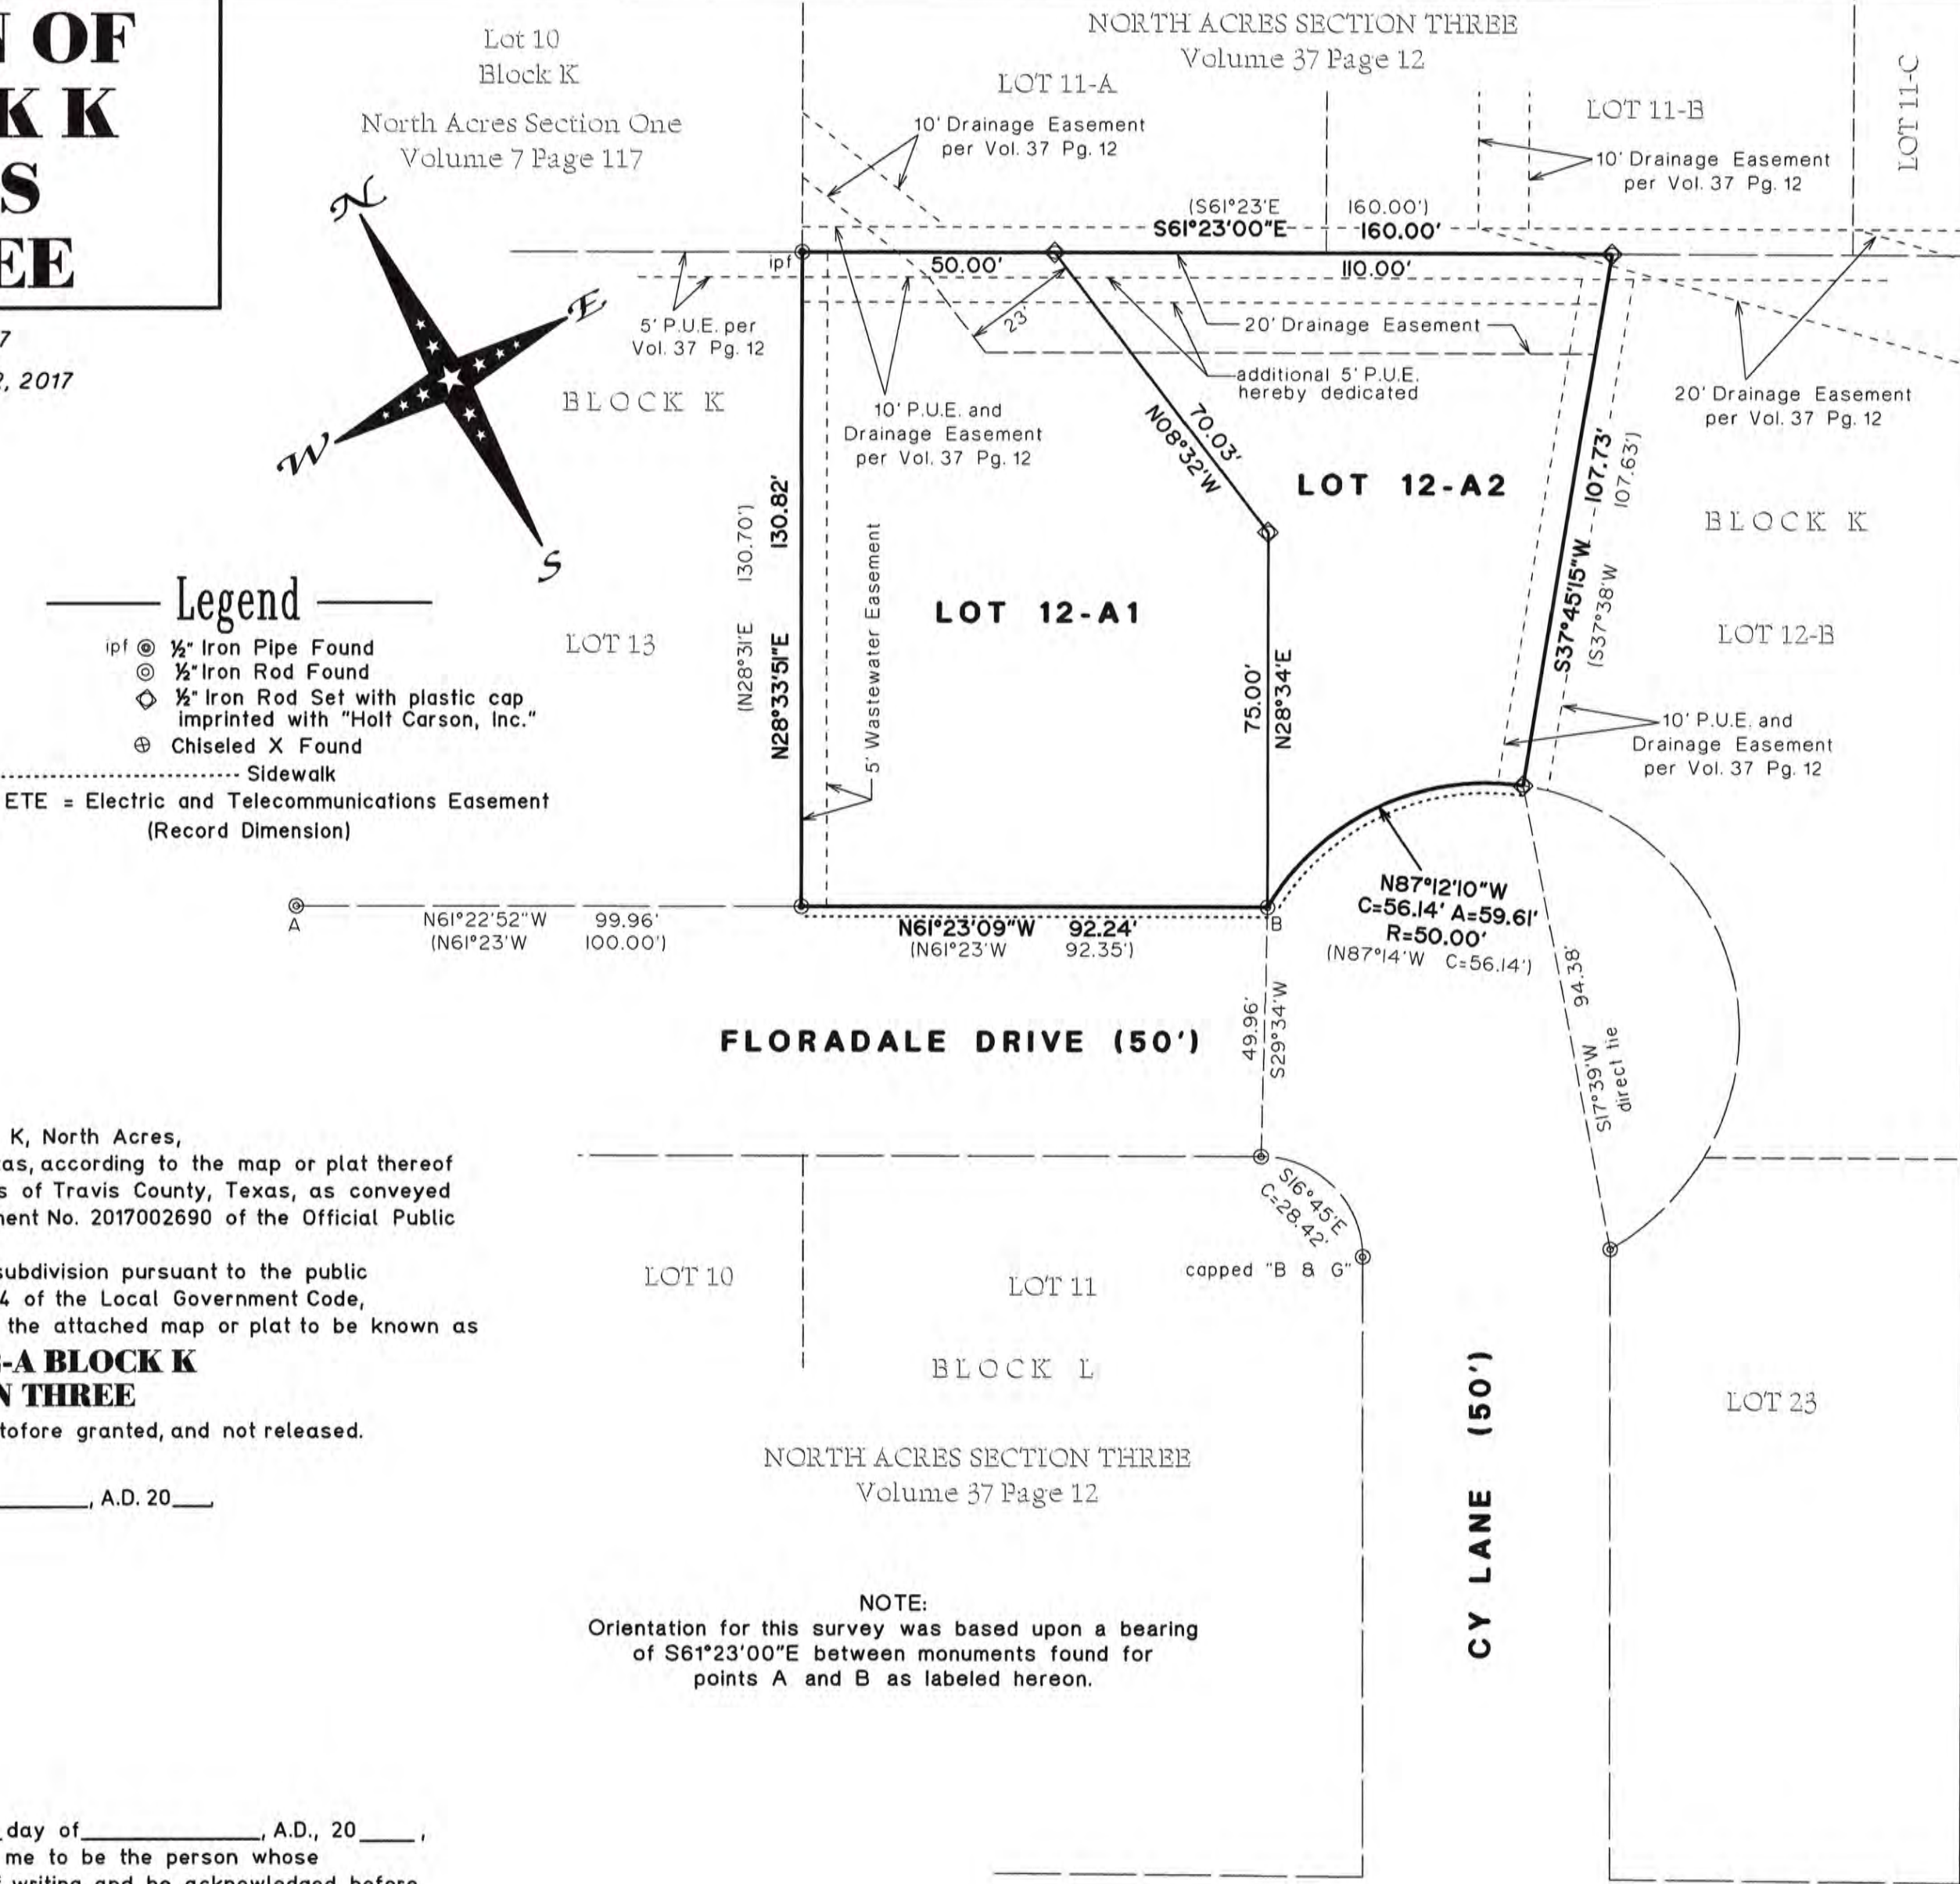 N OF
K K
S
EE
7
2, 2017
Lot 10
Block K
North Acres Section One
Volume 7 Page 117
NORTH ACRES SECTION THREE
Volume 37 Page 12
LOT 11-A
10' Drainage Easement
per Vol. 37 Pg. 12
LOT 11-B
10' Drainage Easement
per Vol. 37 Pg. 12
LOT 11-C
(S61°23'E 160.00')
S61°23'00"E 160.00'
ipf
50.00'
110.00'
23'
5' P.U.E. per
Vol. 37 Pg. 12
20' Drainage Easement
additional 5' P.U.E.
hereby dedicated
20' Drainage Easement
per Vol. 37 Pg. 12
BLOCK K
10' P.U.E. and
Drainage Easement
per Vol. 37 Pg. 12
N
E
W
S
70.03'
N08°32'W
LOT 12-A2
S37°45'15"W 107.73'
(S37°38'W 107.63')
BLOCK K
LOT 12-B
10' P.U.E. and
Drainage Easement
per Vol. 37 Pg. 12
Legend
ipf ½" Iron Pipe Found
½" Iron Rod Found
½" Iron Rod Set with plastic cap
imprinted with "Holt Carson, Inc."
Chiseled X Found
Sidewalk
ETE = Electric and Telecommunications Easement
(Record Dimension)
LOT 13
(N28°31'E 130.70')
N28°33'51"E 130.82'
5' Wastewater Easement
LOT 12-A1
75.00'
N28°34'E
A
N61°22'52"W 99.96'
(N61°23'W 100.00')
N61°23'09"W 92.24'
(N61°23'W 92.35')
B
N87°12'10"W
C=56.14' A=59.61'
R=50.00'
(N87°14'W C=56.14')
94.38'
S17°39'W
direct tie
FLORADALE DRIVE (50')
49.96'
S29°34'W
S16°45'E
C=28.42'
capped "B & G"
LOT 10
LOT 11
BLOCK L
NORTH ACRES SECTION THREE
Volume 37 Page 12
CY LANE (50')
LOT 23
K, North Acres,
as, according to the map or plat thereof
s of Travis County, Texas, as conveyed
ment No. 2017002690 of the Official Public
subdivision pursuant to the public
4 of the Local Government Code,
the attached map or plat to be known as
-A BLOCK K
N THREE
tofore granted, and not released.
, A.D. 20
NOTE:
Orientation for this survey was based upon a bearing
of S61°23'00"E between monuments found for
points A and B as labeled hereon.
day of , A.D., 20 ,
me to be the person whose
writing and he acknowledged before